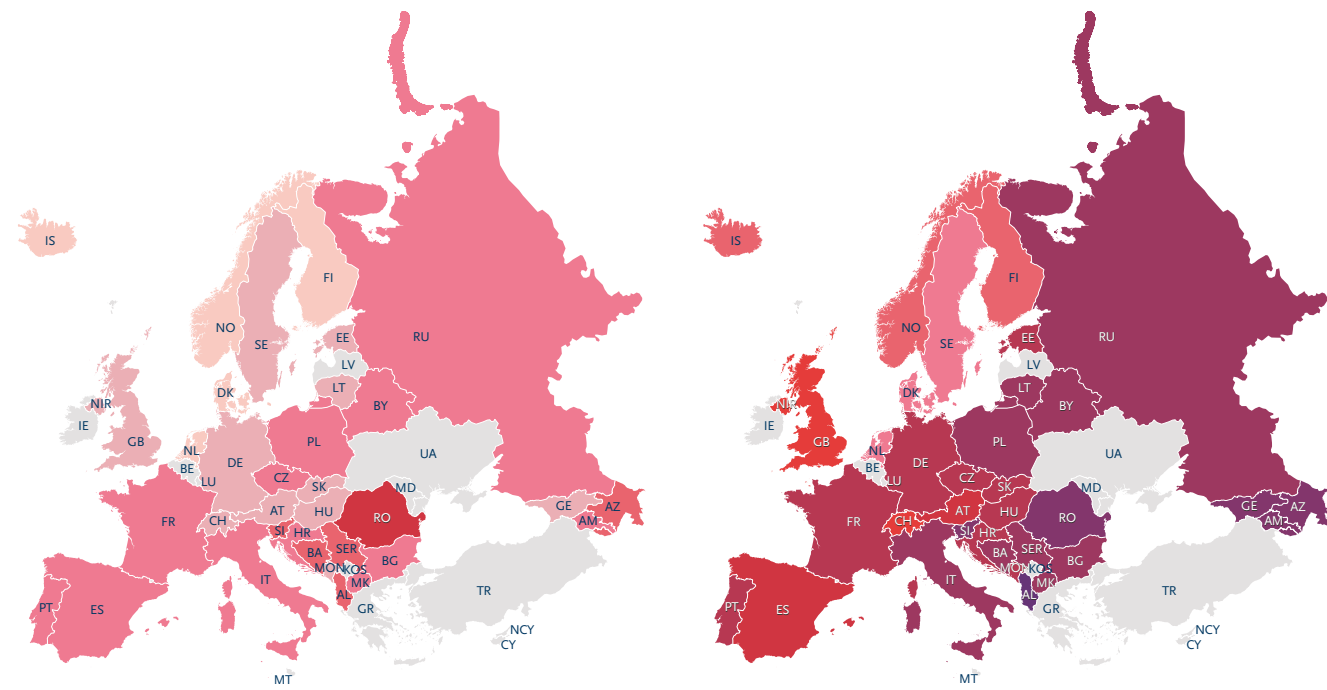 IS
FI
NO
SE
RU
EE
LV
DK
LT
NIR
BY
IE
GB
NL
PL
UA
BE
DE
LU
CZ
SK
MD
FR
CH
AT
HU
RO
GE
AZ
AM
SI
HR
BA
SER
MON
KOS
BG
IT
MK
AL
PT
ES
GR
TR
NCY
CY
MT
IS
FI
NO
SE
RU
EE
LV
DK
LT
NIR
BY
IE
GB
NL
PL
UA
BE
DE
LU
CZ
SK
MD
FR
CH
AT
HU
RO
GE
AZ
AM
SI
HR
BA
SER
MON
KOS
BG
IT
MK
AL
PT
ES
GR
TR
NCY
CY
MT